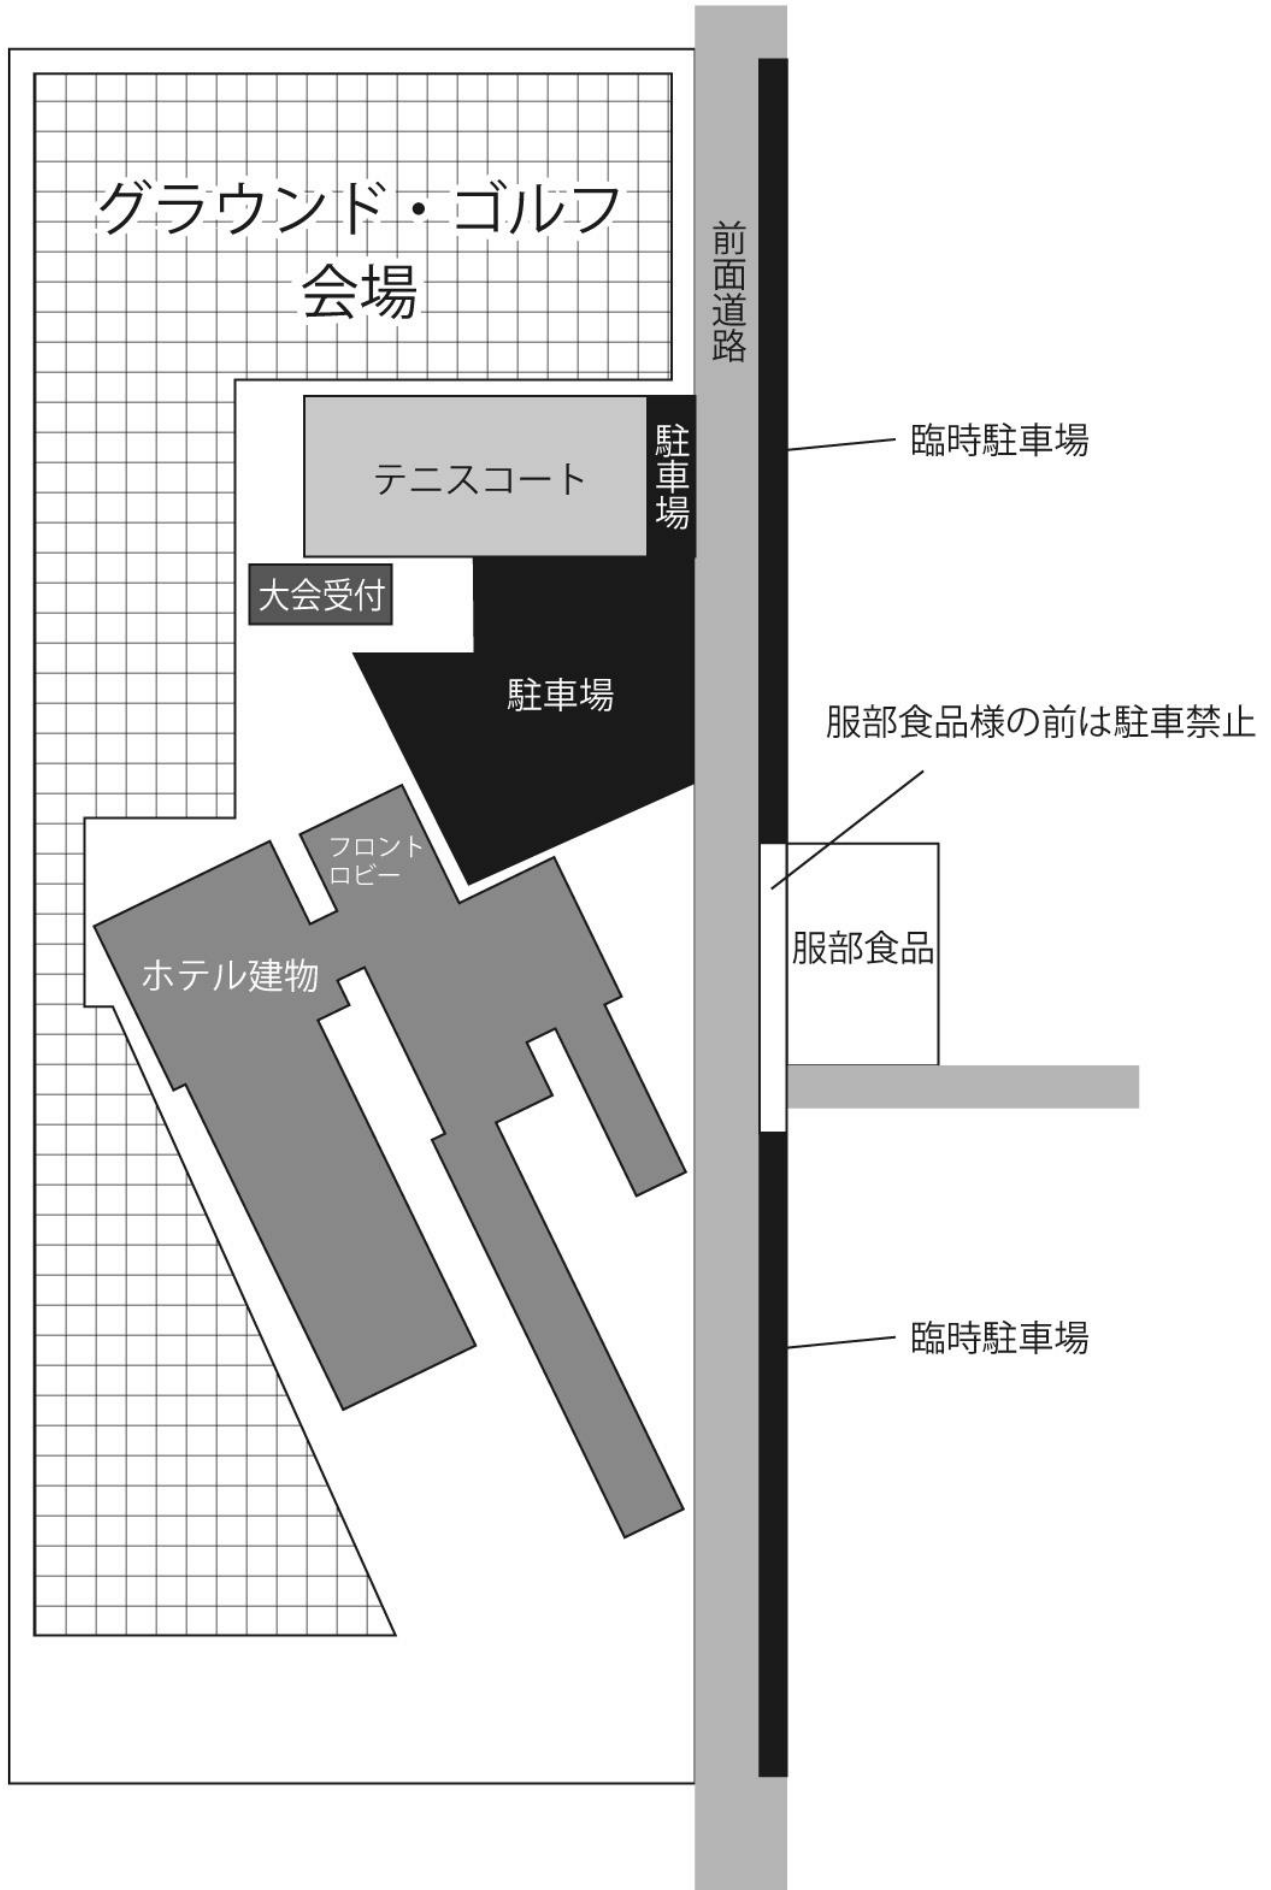 グラウンド・ゴルフ
会場
前面道路
臨時駐車場
テニスコート
駐車場
大会受付
駐車場
服部食品様の前は駐車禁止
フロント
ロビー
服部食品
ホテル建物
臨時駐車場